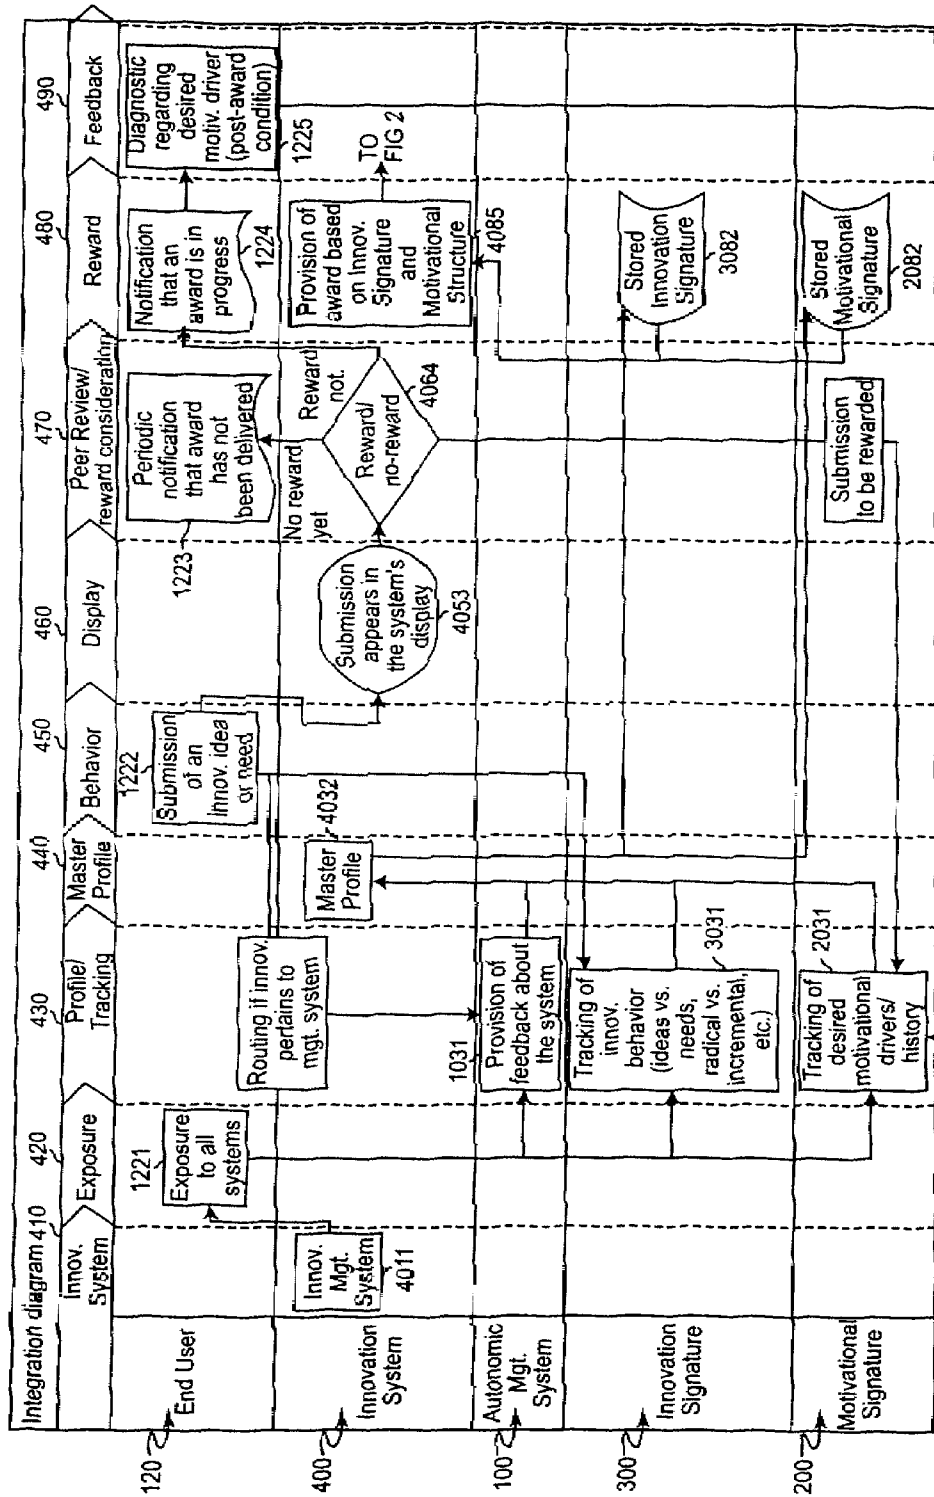 Integration diagram
410
420
430
440
450
460
470
480
490
Innov.
System
Exposure
Profile/
Tracking
Master
Profile
Behavior
Display
Peer Review/
reward consideration
Reward
Feedback
120
End User
1221
Exposure
to all
systems
1222
Submission
of an
Innov. idea
or need
1223
Periodic
notification
that award
has not
been delivered
Notification
that an
award is in
progress
1224
Diagnostic
regarding
desired
motiv. driver
(post-award
condition)
1225
400
Innovation
System
Innov.
Mgt.
System
4011
Routing if innov.
pertains to
mgt. system
Master
Profile
4032
Submission
appears in
the system's
display
4053
No reward
yet
Reward not.
Reward/
no-reward
4064
Provision of
award based
on Innov.
Signature
and
Motivational
Structure
4085
TO
FIG 2
100
Autonomic
Mgt.
System
1031
Provision of
feedback about
the system
300
Innovation
Signature
Tracking of
innov.
behavior
(ideas vs.
needs,
radical vs.
incremental,
etc.)
3031
Stored
Innovation
Signature
3082
200
Motivational
Signature
Tracking of
desired
motivational
drivers/
history
2031
Submission
to be rewarded
Stored
Motivational
Signature
2082